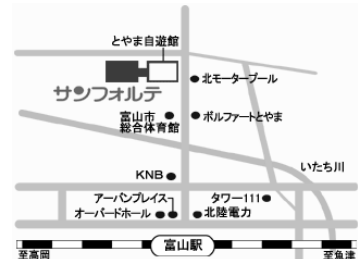 とやま自遊館
北モータープール
サンフォルテ
富山市
総合体育館
ボルファートとやま
いたち川
KNB
アーバンプレイス
タワー111
オーバードホール
北陸電力
富山駅
至高岡
至魚津